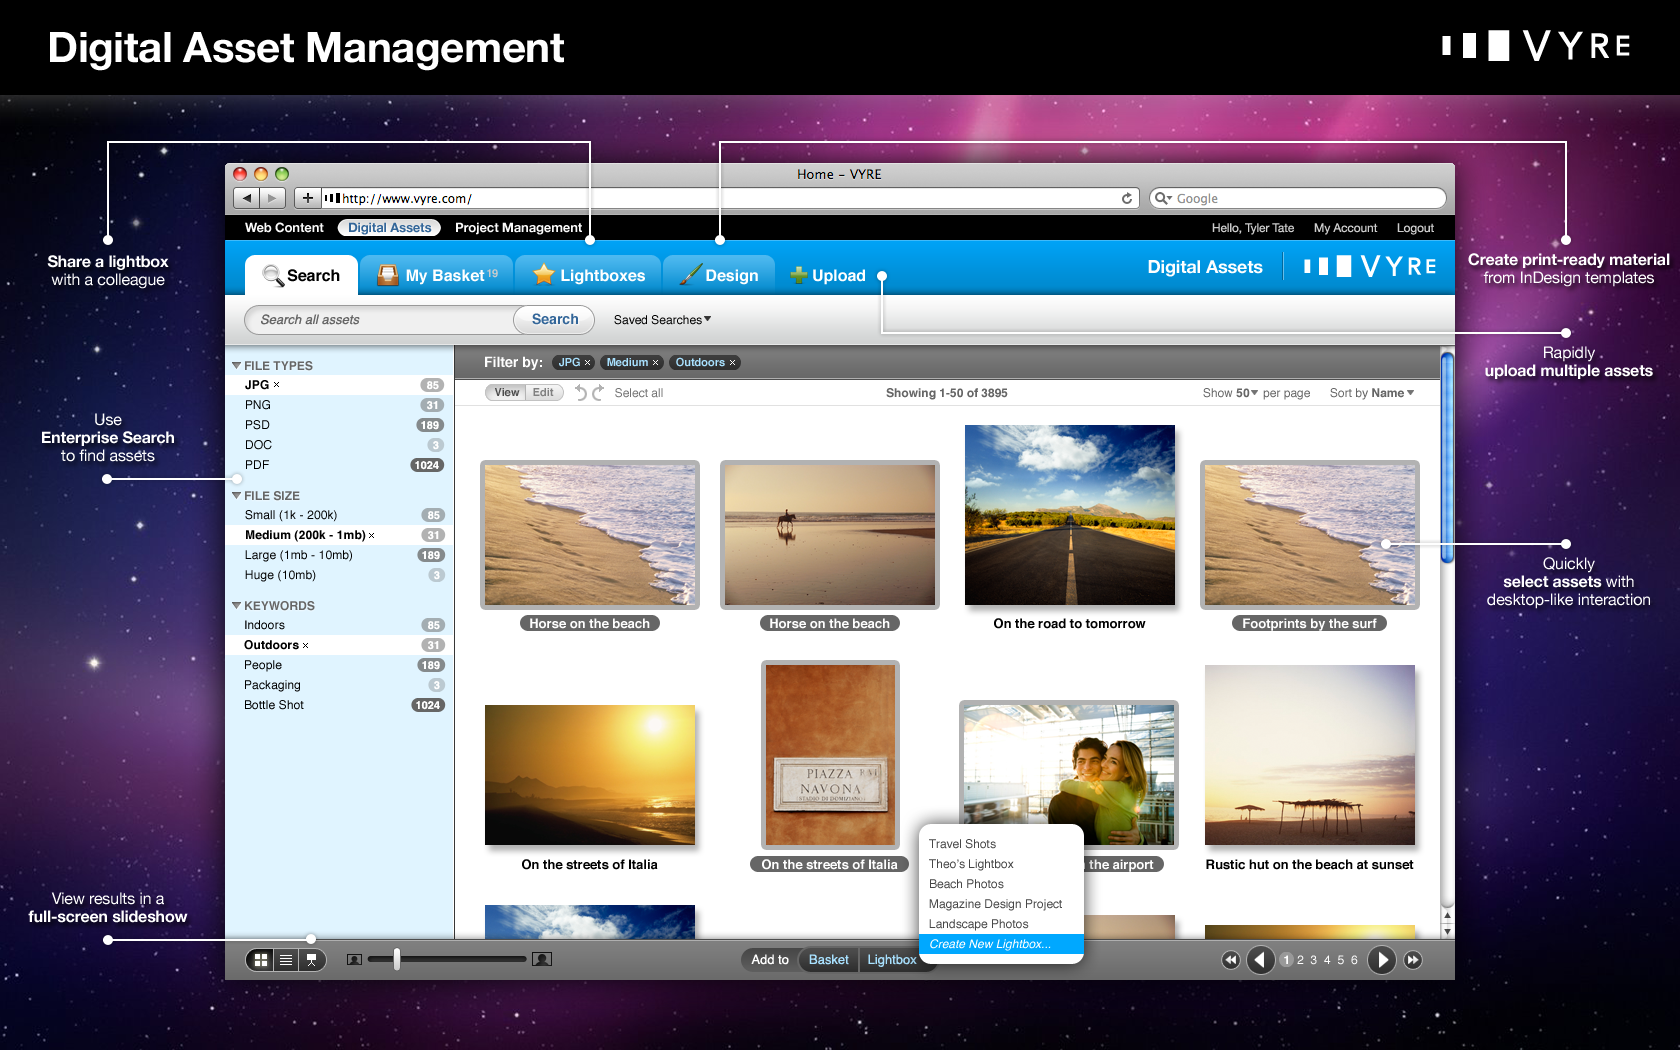 Digital Asset Management
VYRE
Home – VYRE
http://www.vyre.com/
Google
Web Content
Digital Assets
Project Management
Hello, Tyler Tate
My Account
Logout
Share a lightbox
with a colleague
Create print-ready material
from InDesign templates
Search
My Basket 19
Lightboxes
Design
Upload
Digital Assets
VYRE
Search all assets
Search
Saved Searches
Rapidly
upload multiple assets
Filter by:
JPG ×
Medium ×
Outdoors ×
View
Edit
Select all
Showing 1-50 of 3895
Show 50 per page
Sort by Name
FILE TYPES
JPG × 85
PNG 31
PSD 189
DOC 3
PDF 1024
FILE SIZE
Small (1k - 200k) 85
Medium (200k - 1mb) × 31
Large (1mb - 10mb) 189
Huge (10mb) 3
KEYWORDS
Indoors 85
Outdoors × 31
People 189
Packaging 3
Bottle Shot 1024
Use
Enterprise Search
to find assets
Quickly
select assets with
desktop-like interaction
Horse on the beach
Horse on the beach
On the road to tomorrow
Footprints by the surf
PIAZZA
NAVONA
On the streets of Italia
On the streets of Italia
the airport
Rustic hut on the beach at sunset
Travel Shots
Theo's Lightbox
Beach Photos
Magazine Design Project
Landscape Photos
Create New Lightbox...
View results in a
full-screen slideshow
Add to
Basket
Lightbox
1 2 3 4 5 6